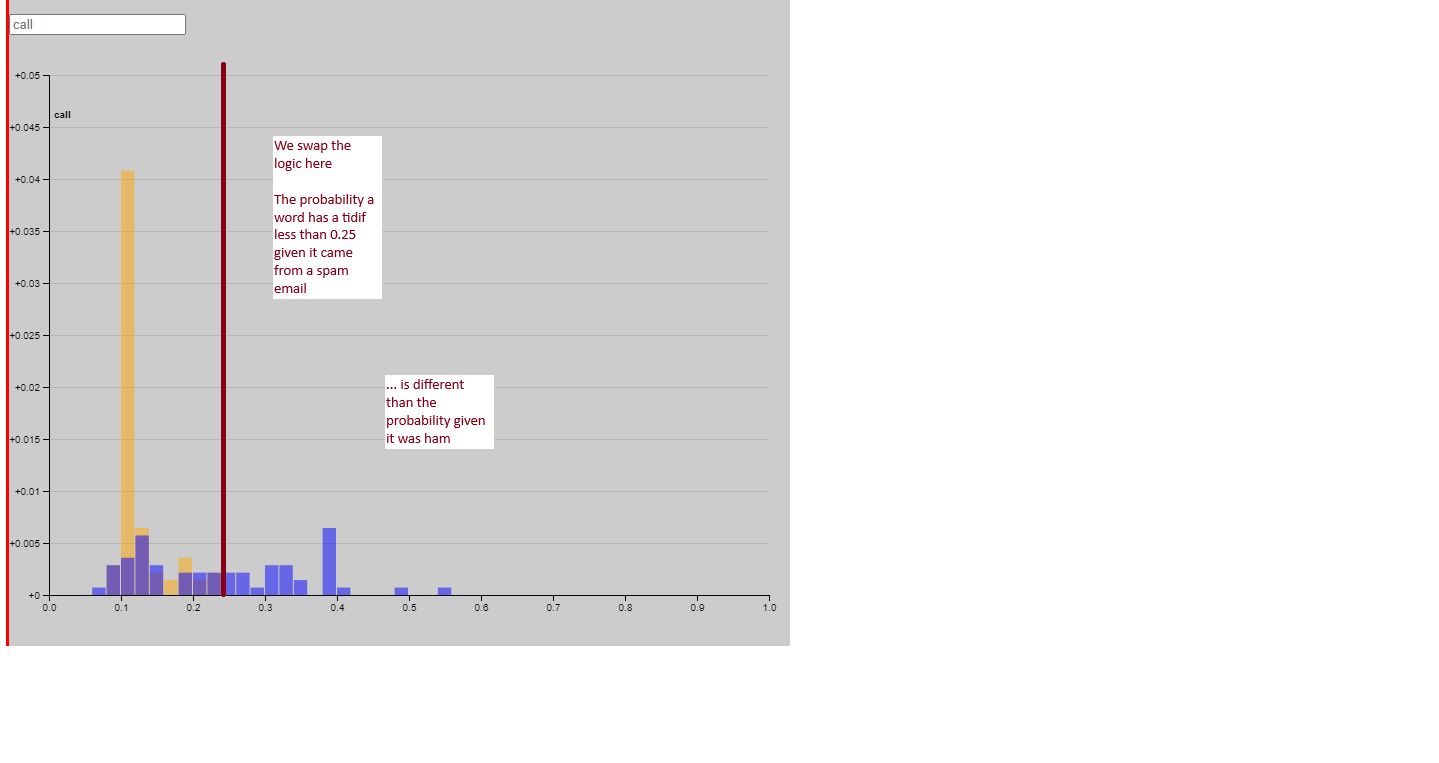 call
+0.05
call
+0.045
We swap the
logic here
+0.04
The probability a
word has a tidif
less than 0.25
given it came
from a spam
email
+0.035
+0.03
+0.025
+0.02
... is different
than the
probability given
it was ham
+0.015
+0.01
+0.005
+0
0.0 0.1 0.2 0.3 0.4 0.5 0.6 0.7 0.8 0.9 1.0